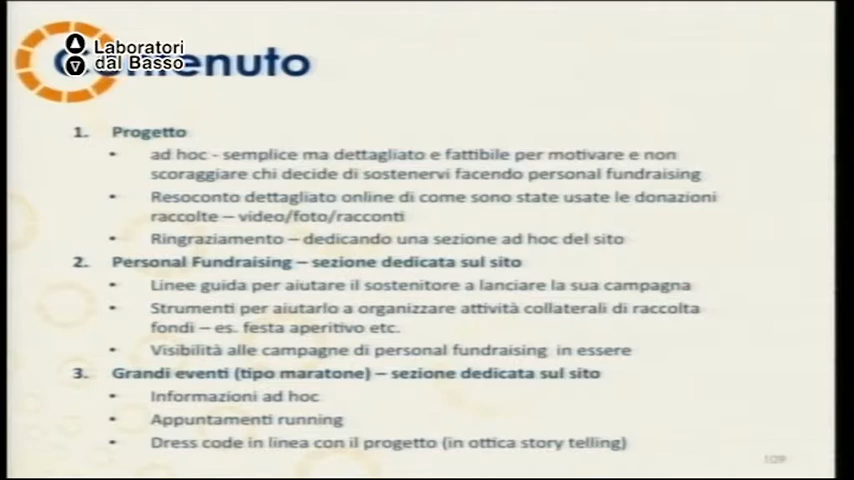 Laboratori
dal Basso
Contenuto
1. Progetto
• ad hoc - semplice ma dettagliato e fattibile per motivare e non
scoraggiare chi decide di sostenervi facendo personal fundraising
• Resoconto dettagliato online di come sono state usate le donazioni
raccolte – video/foto/racconti
• Ringraziamento – dedicando una sezione ad hoc del sito
2. Personal Fundraising – sezione dedicata sul sito
• Linee guida per aiutare il sostenitore a lanciare la sua campagna
• Strumenti per aiutarlo a organizzare attività collaterali di raccolta
fondi – es. festa aperitivo etc.
• Visibilità alle campagne di personal fundraising in essere
3. Grandi eventi (tipo maratone) – sezione dedicata sul sito
• Informazioni ad hoc
• Appuntamenti running
• Dress code in linea con il progetto (in ottica story telling)
109